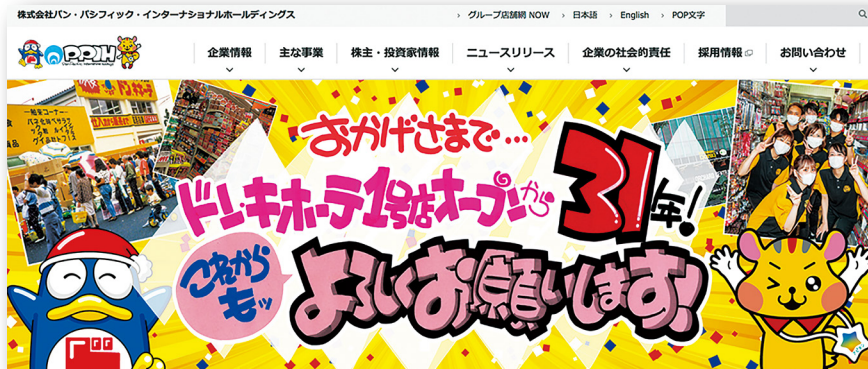 株式会社パン・パシフィック・インターナショナルホールディングス
› グループ店舗網 NOW › 日本語 › English › POP文字
PPIH
企業情報 主な事業 株主・投資家情報 ニュースリリース 企業の社会的責任 採用情報 お問い合わせ
おかげさまで…
ドン・キホーテ1号店オープンから31年!
これからもッ
よろしくお願いします!